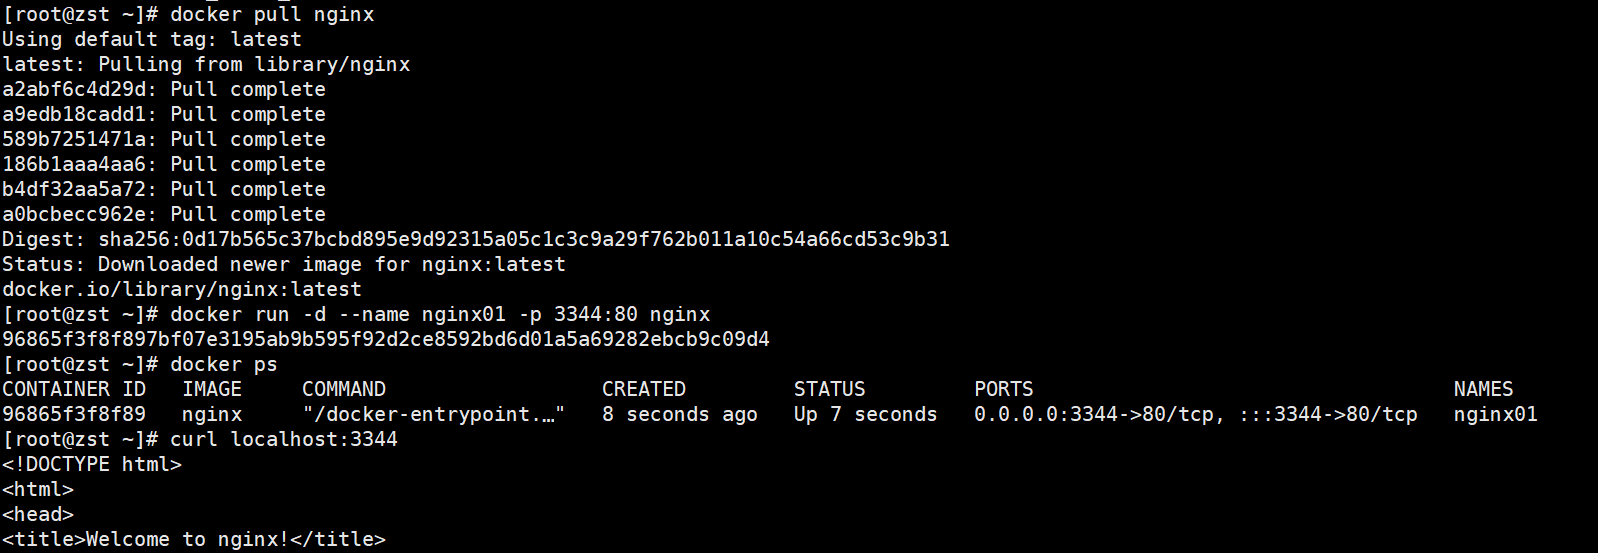 [root@zst ~]# docker pull nginx
Using default tag: latest
latest: Pulling from library/nginx
a2abf6c4d29d: Pull complete
a9edb18cadd1: Pull complete
589b7251471a: Pull complete
186b1aaa4aa6: Pull complete
b4df32aa5a72: Pull complete
a0bcbecc962e: Pull complete
Digest: sha256:0d17b565c37bcbd895e9d92315a05c1c3c9a29f762b011a10c54a66cd53c9b31
Status: Downloaded newer image for nginx:latest
docker.io/library/nginx:latest
[root@zst ~]# docker run -d --name nginx01 -p 3344:80 nginx
96865f3f8f897bf07e3195ab9b595f92d2ce8592bd6d01a5a69282ebcb9c09d4
[root@zst ~]# docker ps
CONTAINER ID   IMAGE     COMMAND                  CREATED         STATUS         PORTS                                   NAMES
96865f3f8f89   nginx     "/docker-entrypoint.…"   8 seconds ago   Up 7 seconds   0.0.0.0:3344->80/tcp, :::3344->80/tcp   nginx01
[root@zst ~]# curl localhost:3344
<!DOCTYPE html>
<html>
<head>
<title>Welcome to nginx!</title>